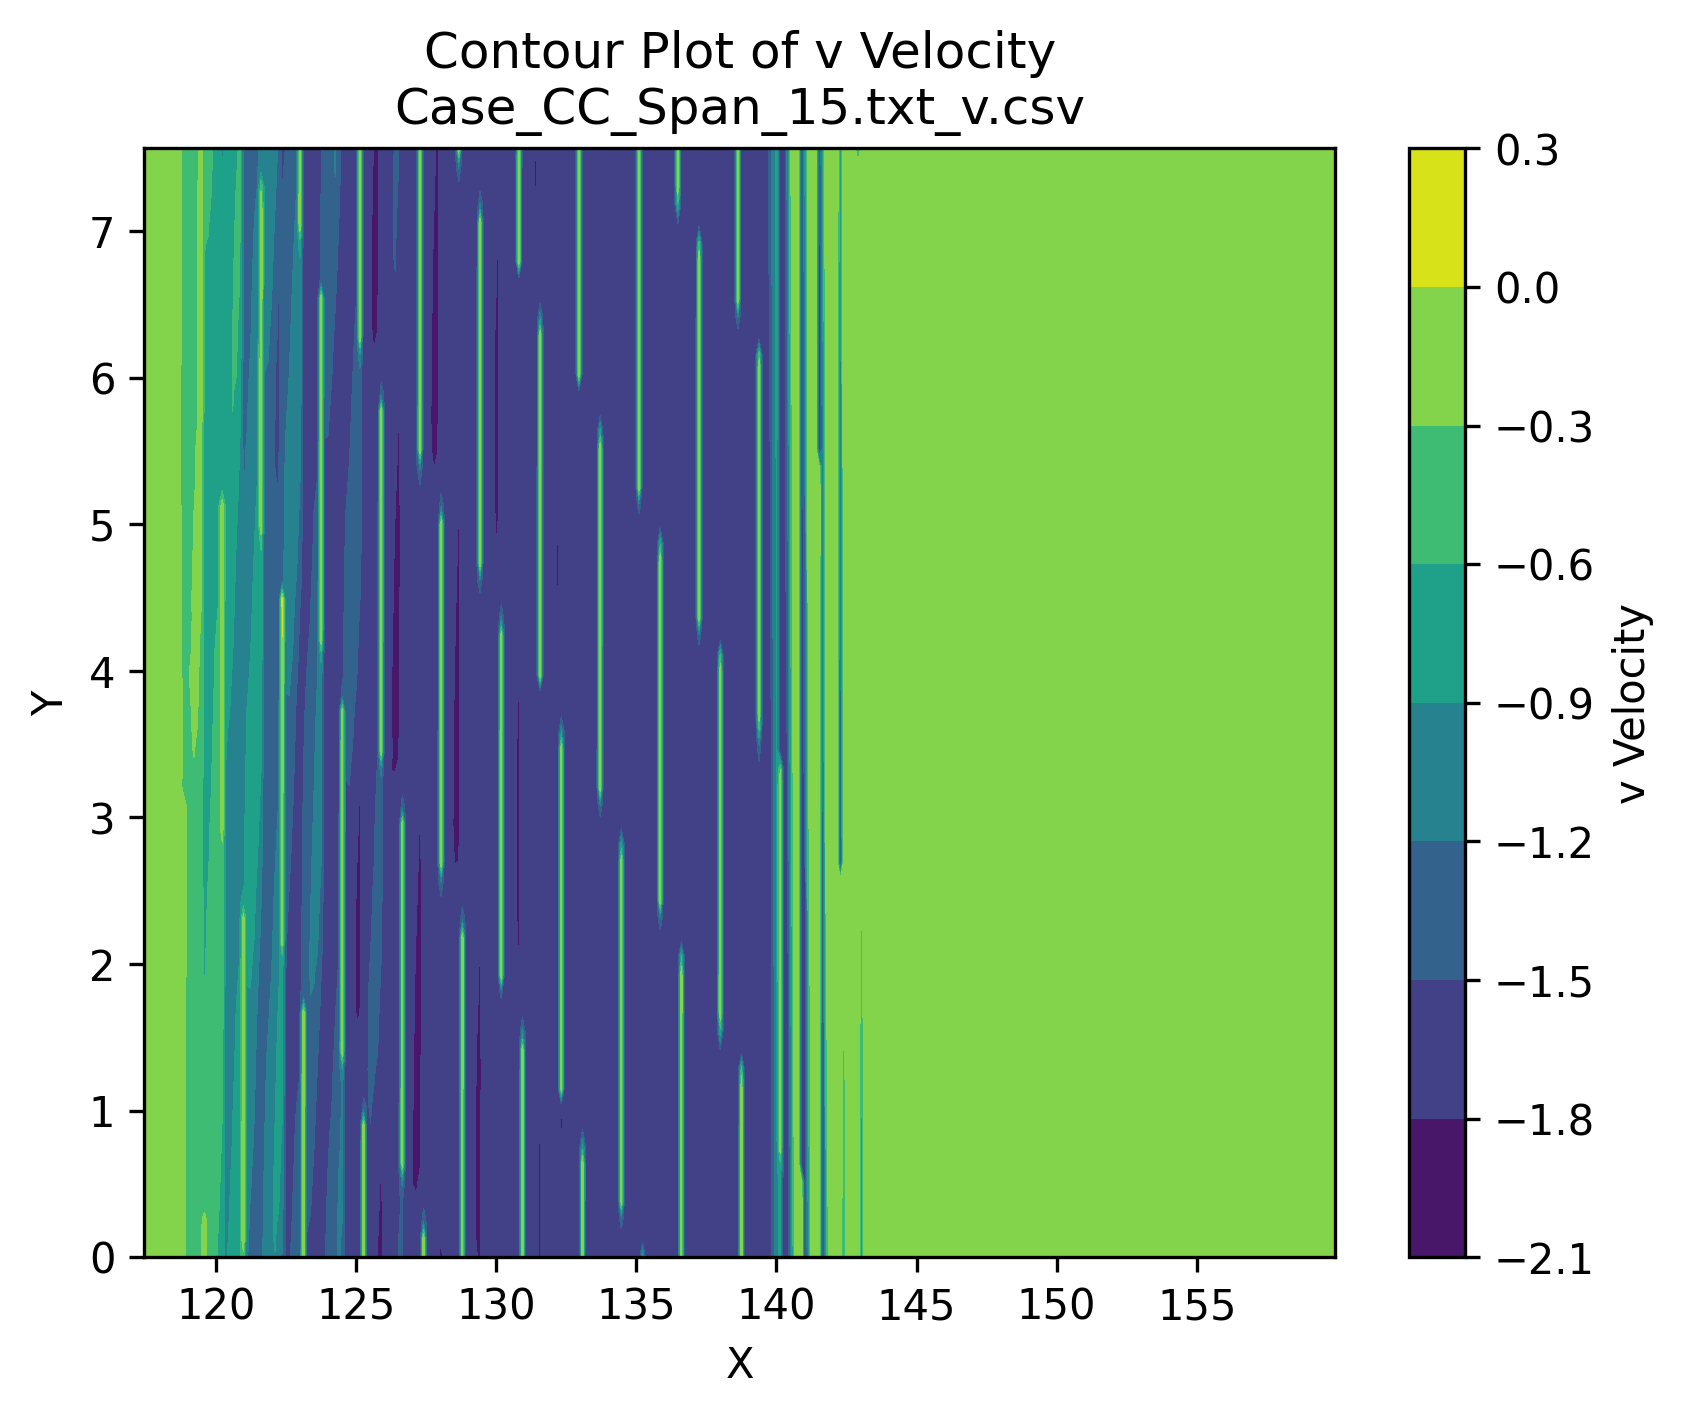 Contour Plot of v Velocity
Case_CC_Span_15.txt_v.csv
7
6
5
4
3
2
1
0
Y
120 125 130 135 140 145 150 155
X
0.3
0.0
−0.3
−0.6
−0.9
−1.2
−1.5
−1.8
−2.1
v Velocity